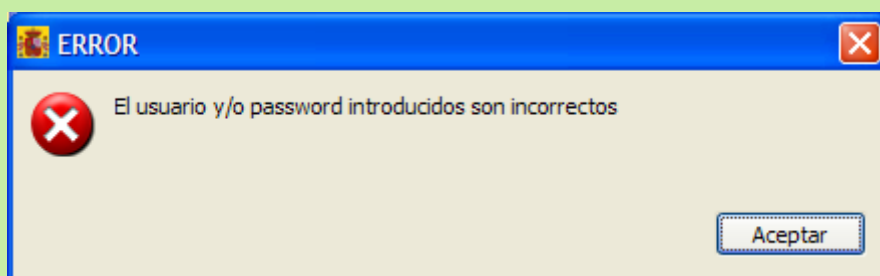 ERROR
El usuario y/o password introducidos son incorrectos
Aceptar